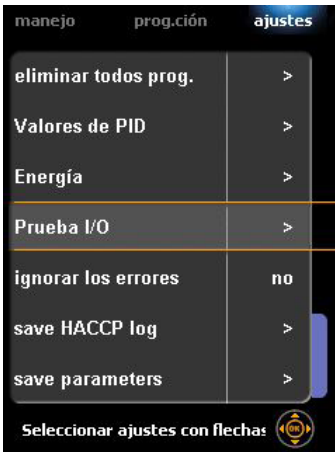 manejo prog.ción ajustes
eliminar todos prog. >
Valores de PID >
Energía >
Prueba I/O >
ignorar los errores no
save HACCP log >
save parameters >
Seleccionar ajustes con flechas OK